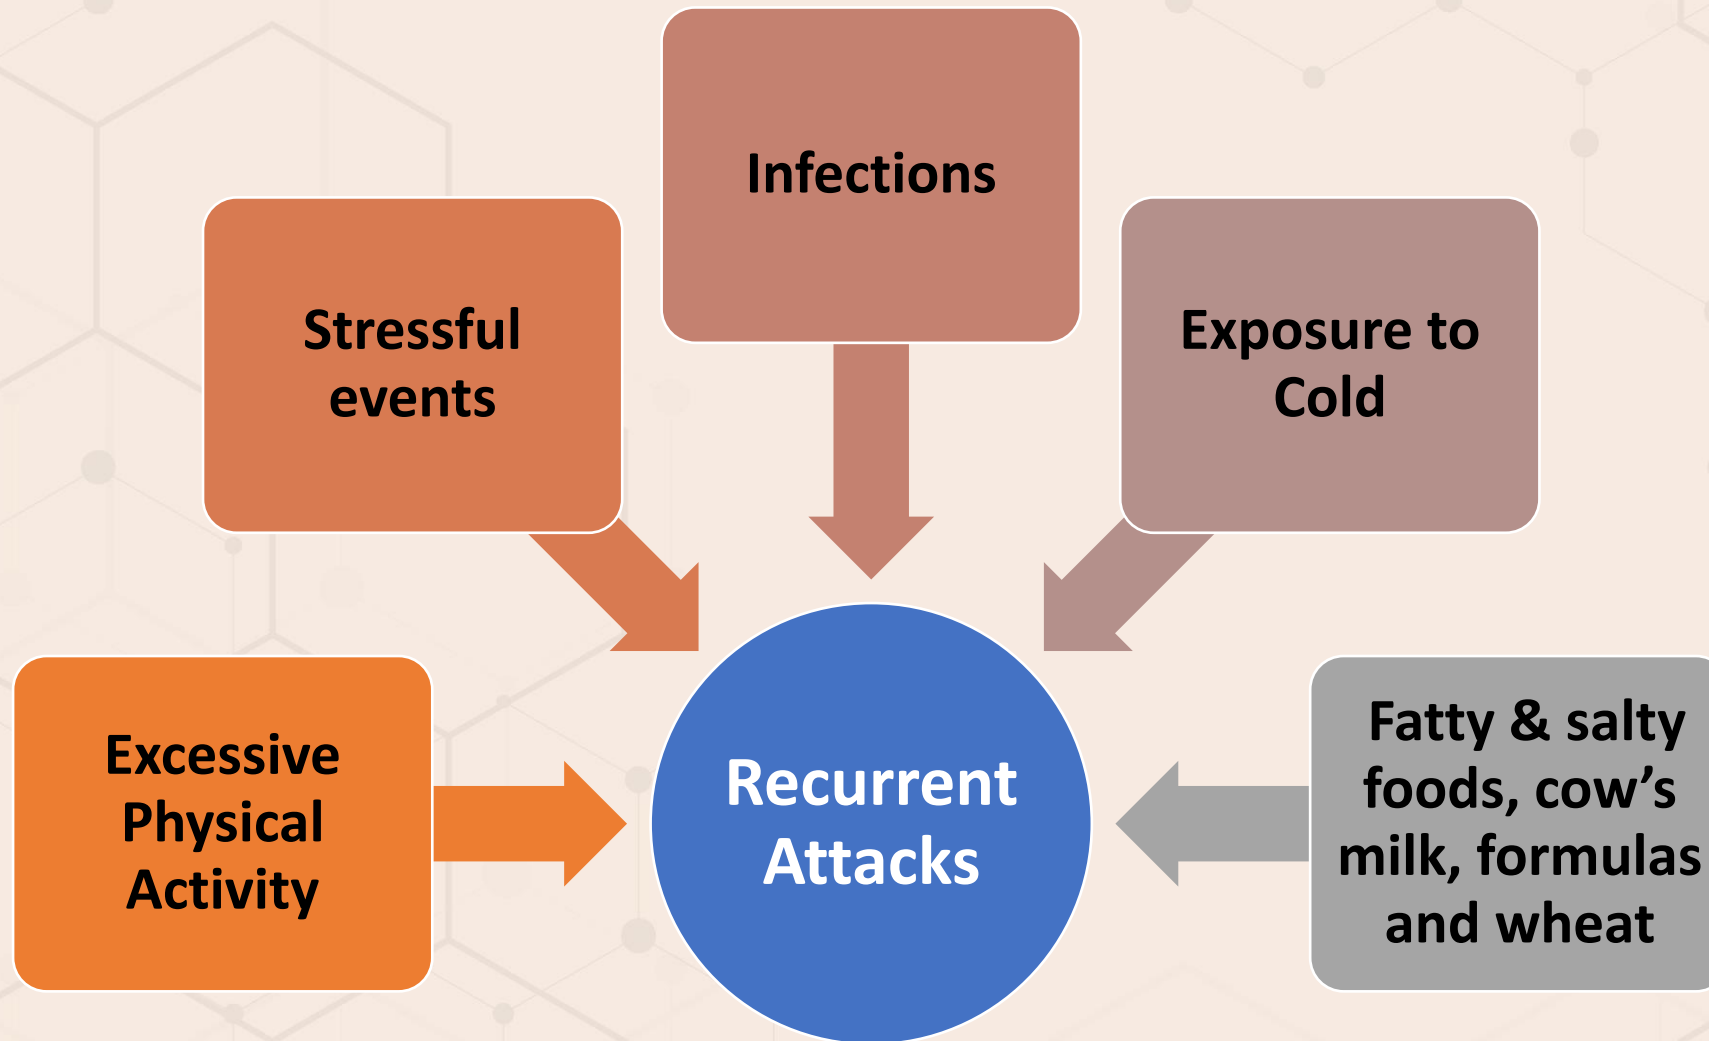 Infections
Stressful
events
Exposure to
Cold
Excessive
Physical
Activity
Recurrent
Attacks
Fatty & salty
foods, cow’s
milk, formulas
and wheat